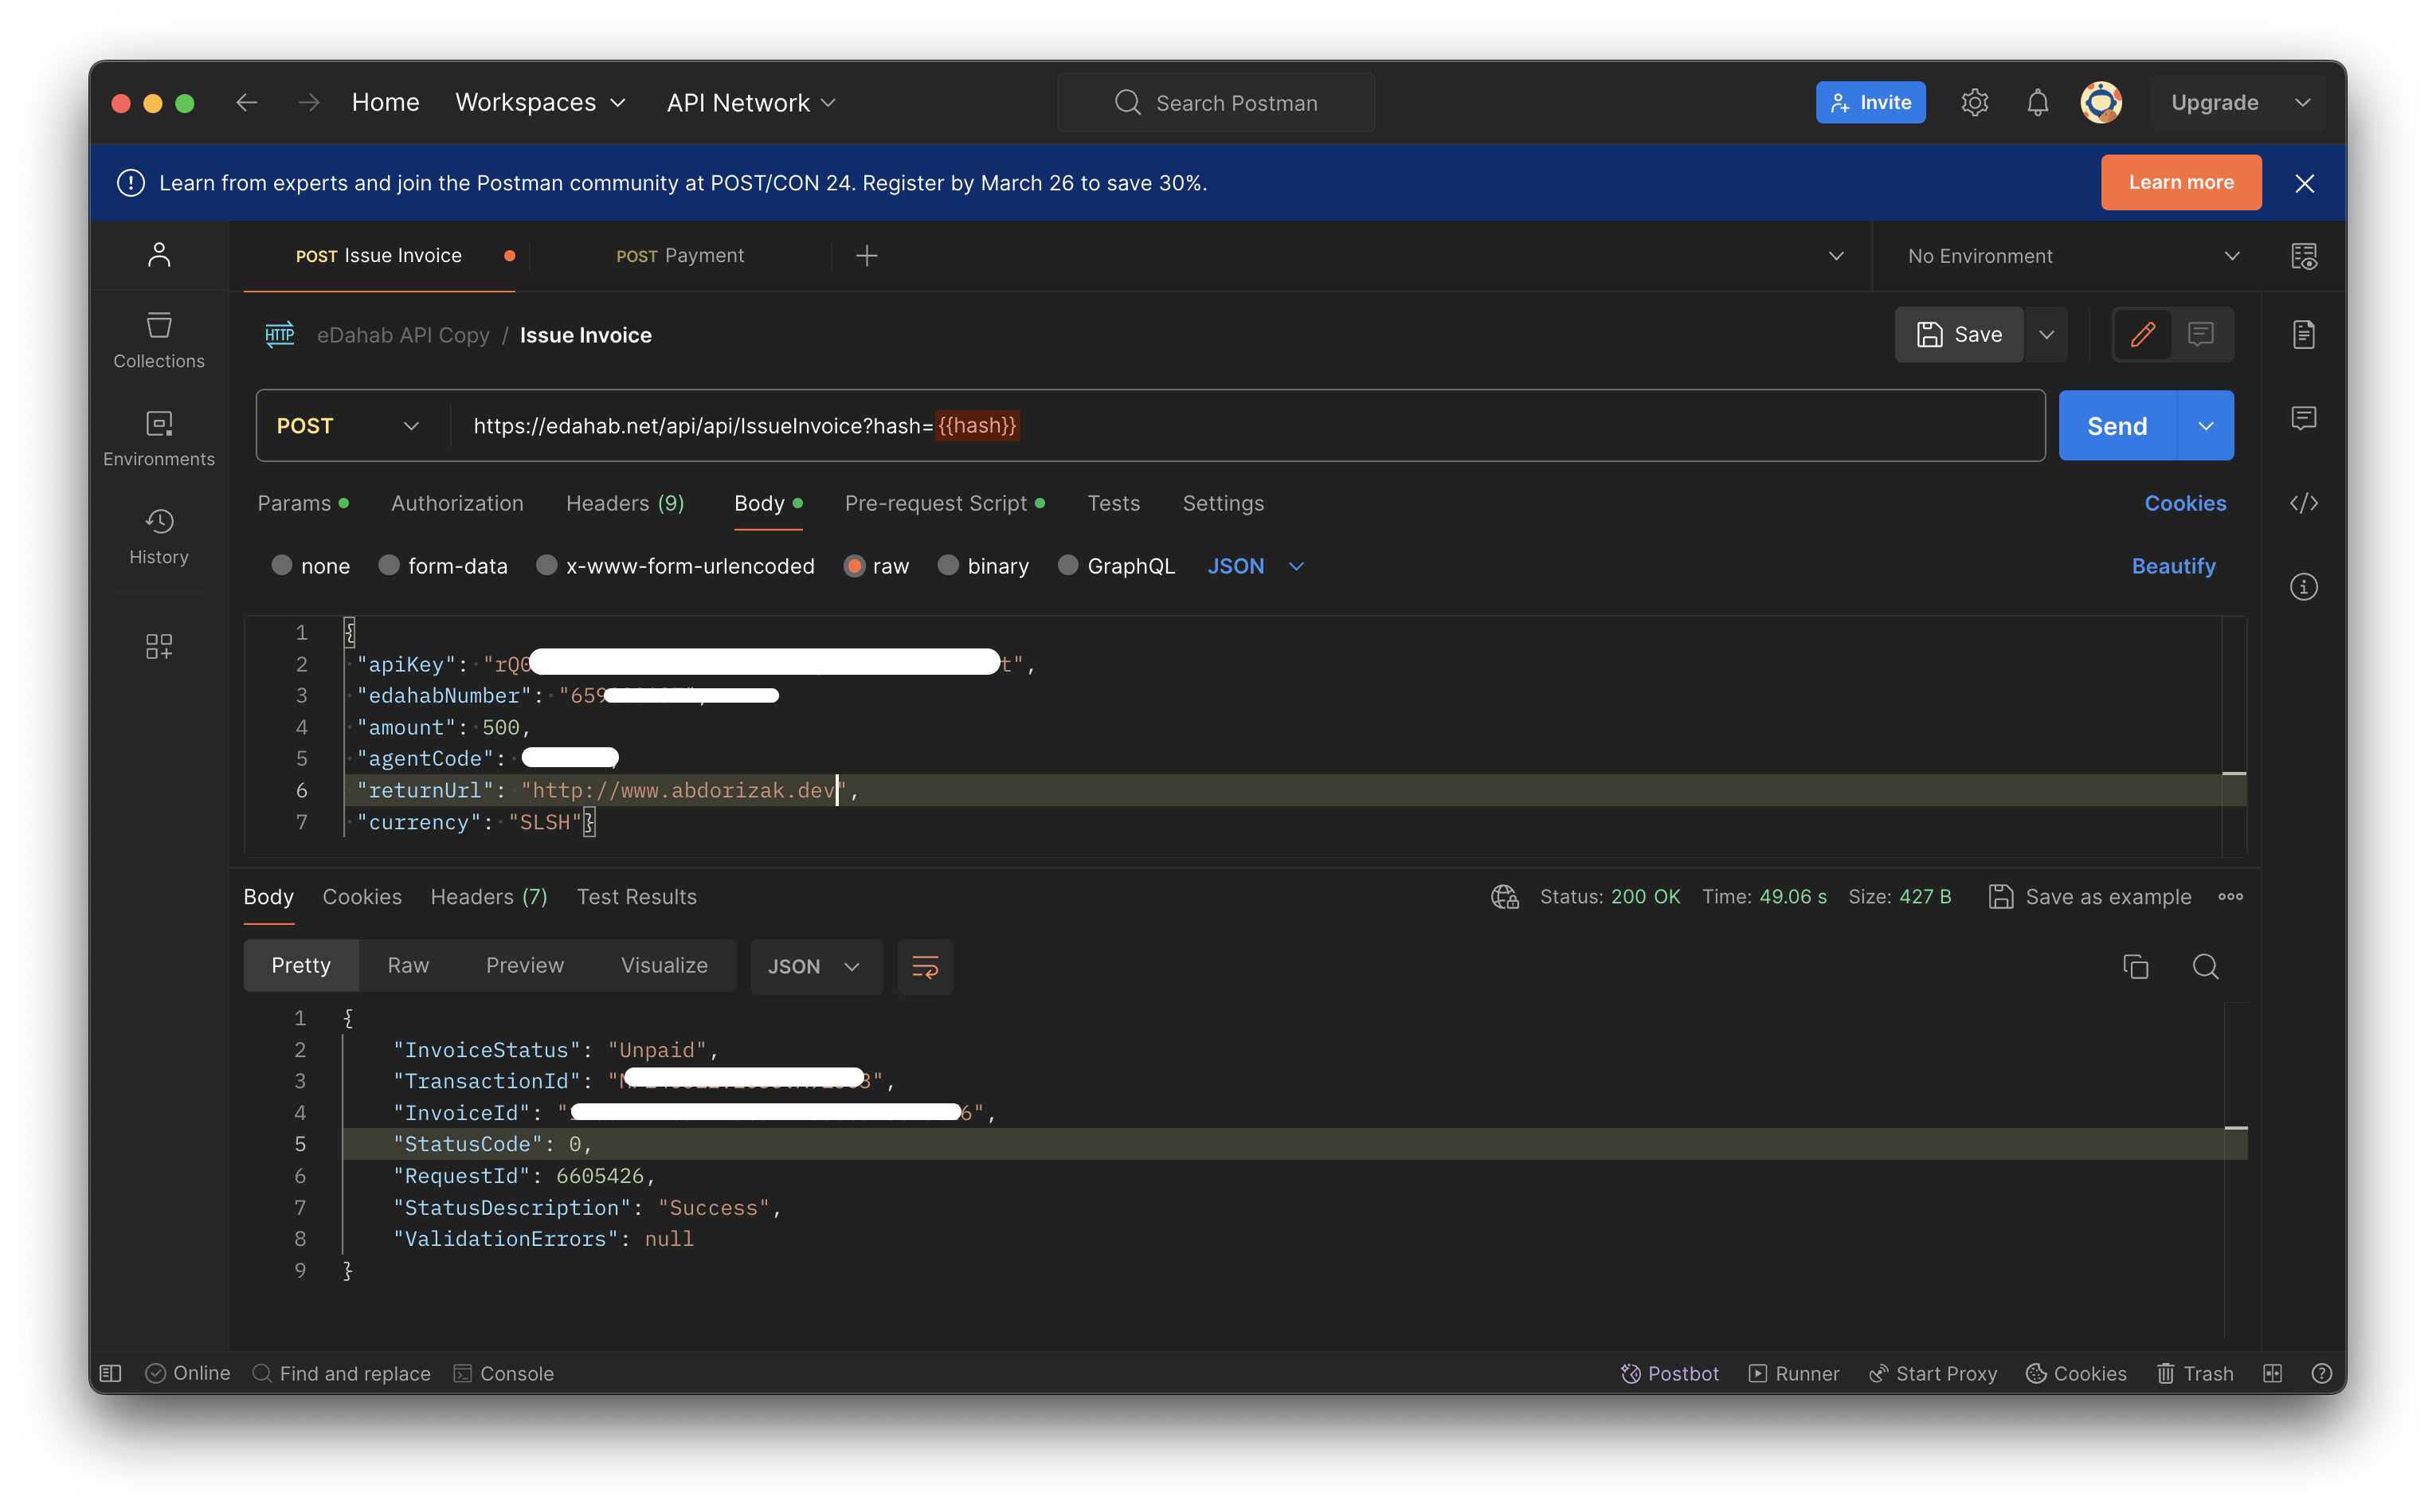 Home Workspaces API Network Search Postman Invite Upgrade
Learn from experts and join the Postman community at POST/CON 24. Register by March 26 to save 30%. Learn more
POST Issue Invoice POST Payment No Environment
HTTP eDahab API Copy / Issue Invoice Save
Collections
POST https://edahab.net/api/api/IssueInvoice?hash={{hash}} Send
Environments
Params Authorization Headers (9) Body Pre-request Script Tests Settings Cookies
History
none form-data x-www-form-urlencoded raw binary GraphQL JSON Beautify
1 {
2 "apiKey": "rQ0 t",
3 "edahabNumber": "659
4 "amount": 500,
5 "agentCode":
6 "returnUrl": "http://www.abdorizak.dev",
7 "currency": "SLSH"}
Body Cookies Headers (7) Test Results Status: 200 OK Time: 49.06 s Size: 427 B Save as example
Pretty Raw Preview Visualize JSON
1 {
2 "InvoiceStatus": "Unpaid",
3 "TransactionId": " 3",
4 "InvoiceId": " 6",
5 "StatusCode": 0,
6 "RequestId": 6605426,
7 "StatusDescription": "Success",
8 "ValidationErrors": null
9 }
Online Find and replace Console Postbot Runner Start Proxy Cookies Trash